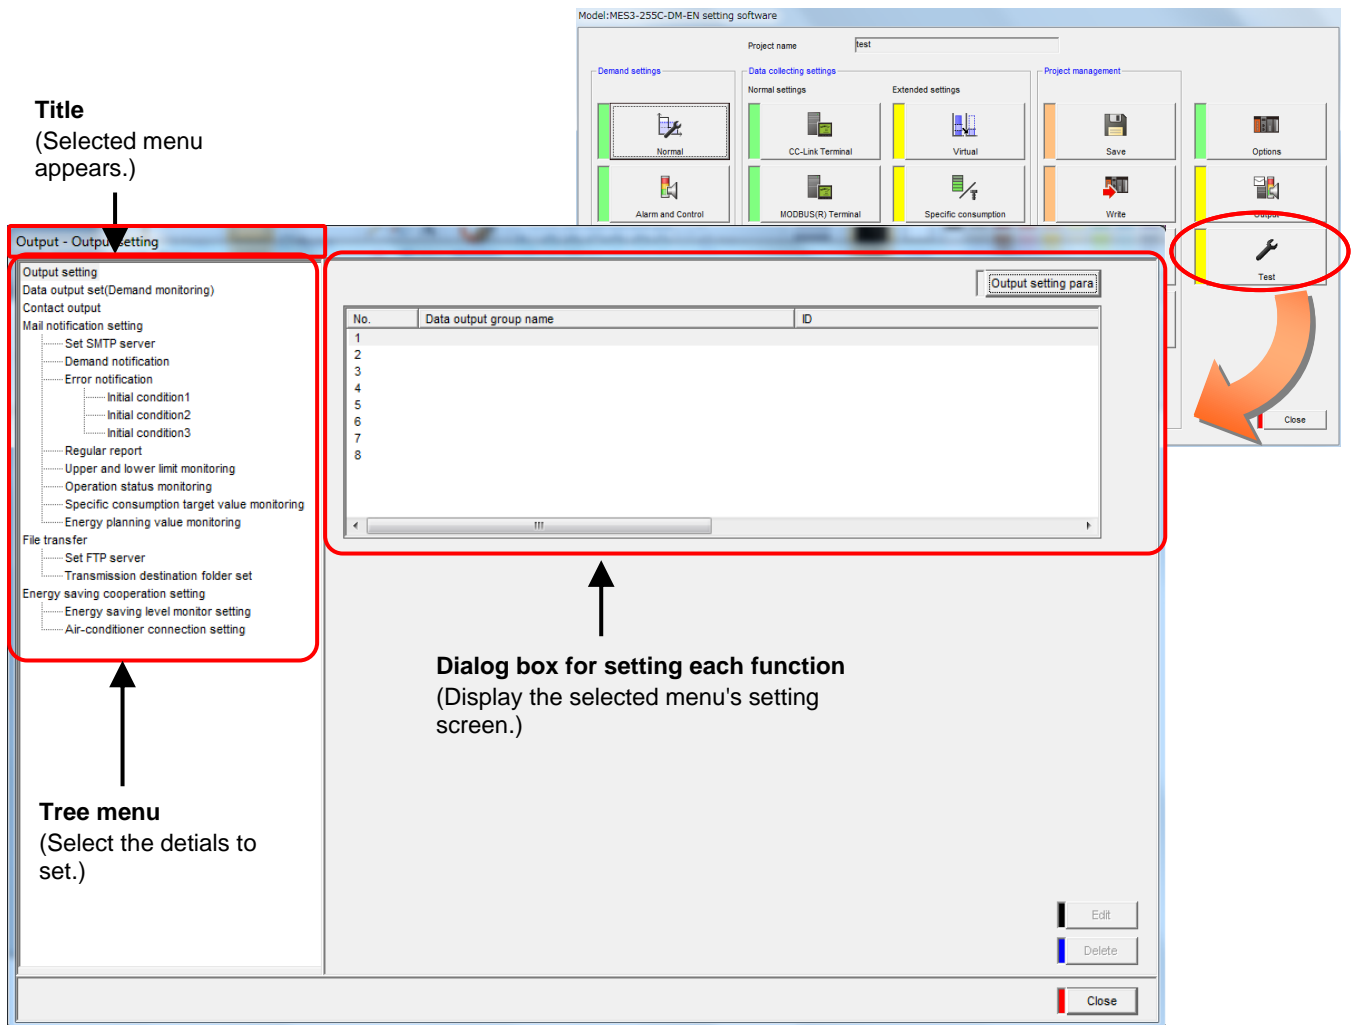 Model:MES3-255C-DM-EN setting software
Project name
test
Demand settings
Data collecting settings
Project management
Normal settings
Extended settings
Normal
CC-Link Terminal
Virtual
Save
Options
Alarm and Control
MODBUS(R) Terminal
Specific consumption
Write
Output
Test
Close
Title
(Selected menu
appears.)
Output - Output setting
Output setting
Data output set(Demand monitoring)
Contact output
Mail notification setting
Set SMTP server
Demand notification
Error notification
Initial condition1
Initial condition2
Initial condition3
Regular report
Upper and lower limit monitoring
Operation status monitoring
Specific consumption target value monitoring
Energy planning value monitoring
File transfer
Set FTP server
Transmission destination folder set
Energy saving cooperation setting
Energy saving level monitor setting
Air-conditioner connection setting
Output setting para
No. Data output group name ID
1
2
3
4
5
6
7
8
Dialog box for setting each function
(Display the selected menu's setting
screen.)
Tree menu
(Select the detials to
set.)
Edit
Delete
Close